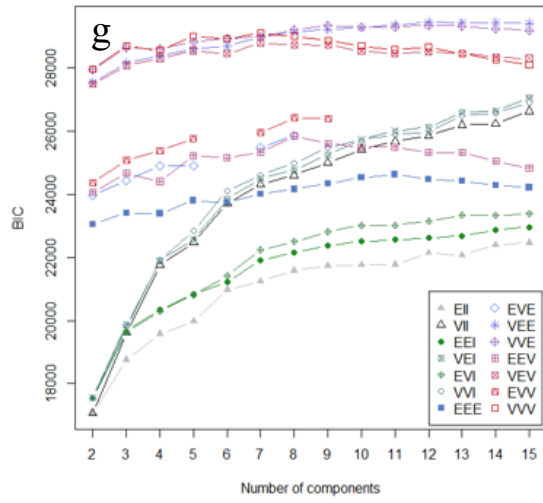 g
BIC
28000
26000
24000
22000
20000
18000
EII EVE
VII VEE
EEI VVE
VEI EEV
EVI VEV
VVI EVV
EEE VVV
2 3 4 5 6 7 8 9 10 11 12 13 14 15
Number of components